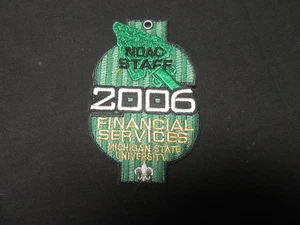 NOAC
STAFF
2006
FINANCIAL
SERVICES
MICHIGAN STATE
UNIVERSITY